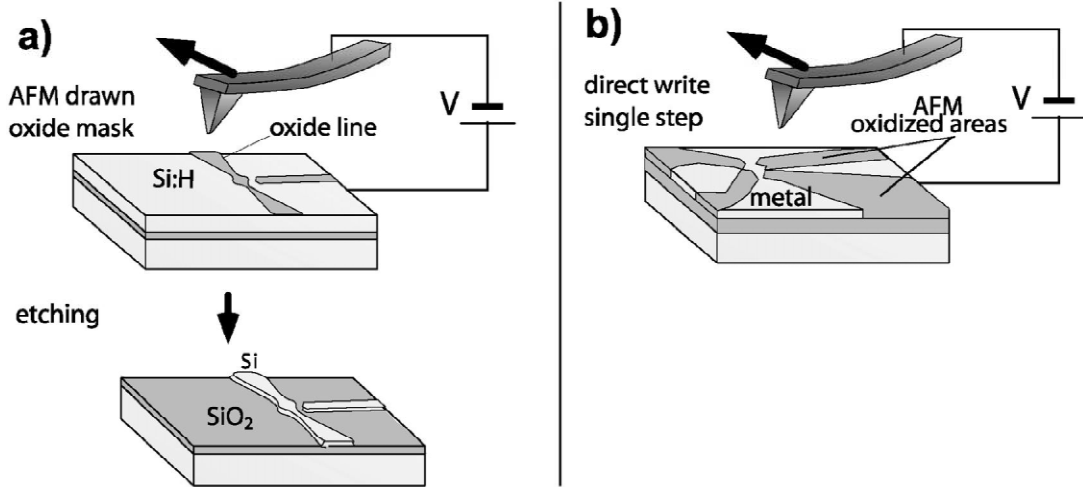 a)
AFM drawn
oxide mask
oxide line
V
Si:H
etching
Si
SiO₂
b)
direct write
single step
AFM
oxidized areas
V
metal